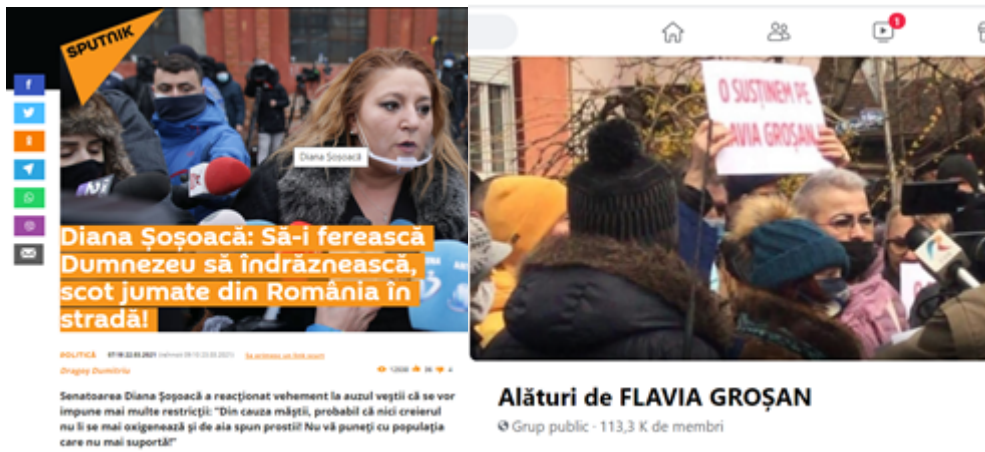 SPUTNIK
Diana Șoșoacă
Diana Șoșoacă: Să-i ferească
Dumnezeu să îndrăznească,
scot jumate din România în
stradă!
POLITICĂ
Dragoș Dumitriu
Senatoarea Diana Șoșoacă a reacționat vehement la auzul veștii că se vor
impune mai multe restricții: "Din cauza măștii, probabil că nici creierul
nu li se mai oxigenează și de aia spun prostii! Nu vă puneți cu populația
care nu mai suportă!"
1
O SUSȚINEM PE
FLAVIA GROȘAN
Alături de FLAVIA GROȘAN
Grup public · 113,3 K de membri